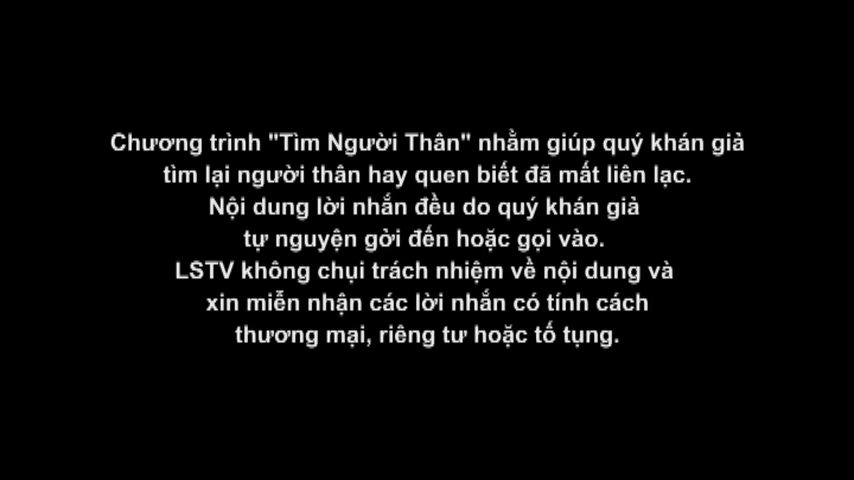 Chương trình "Tìm Người Thân" nhằm giúp quý khán giả
tìm lại người thân hay quen biết đã mất liên lạc.
Nội dung lời nhắn đều do quý khán giả
tự nguyện gởi đến hoặc gọi vào.
LSTV không chụi trách nhiệm về nội dung và
xin miễn nhận các lời nhắn có tính cách
thương mại, riêng tư hoặc tố tụng.